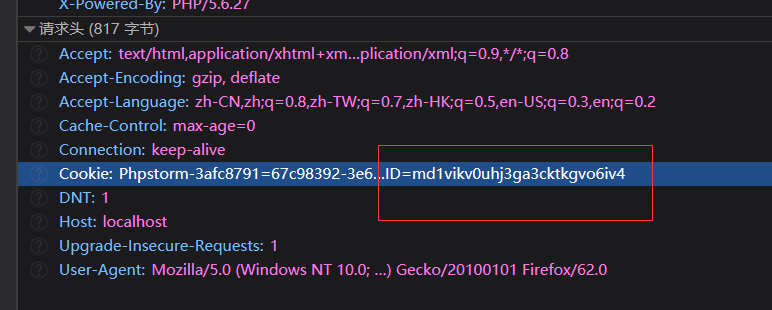 X-Powered-By: PHP/5.6.27
请求头 (817 字节)
Accept: text/html,application/xhtml+xm...plication/xml;q=0.9,*/*;q=0.8
Accept-Encoding: gzip, deflate
Accept-Language: zh-CN,zh;q=0.8,zh-TW;q=0.7,zh-HK;q=0.5,en-US;q=0.3,en;q=0.2
Cache-Control: max-age=0
Connection: keep-alive
Cookie: Phpstorm-3afc8791=67c98392-3e6...ID=md1vikv0uhj3ga3cktkgvo6iv4
DNT: 1
Host: localhost
Upgrade-Insecure-Requests: 1
User-Agent: Mozilla/5.0 (Windows NT 10.0; ...) Gecko/20100101 Firefox/62.0